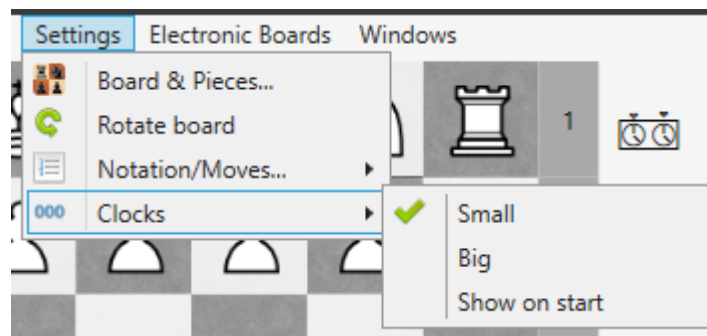 Settings Electronic Boards Windows
Board & Pieces...
Rotate board
1
Notation/Moves...
000 Clocks
Small
Big
Show on start